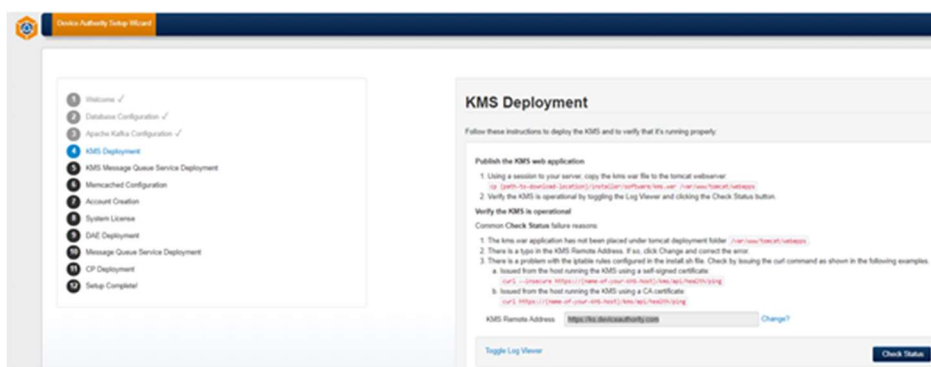 Device Authority Setup Wizard
1 Welcome ✓
2 Database Configuration ✓
3 Apache Kafka Configuration ✓
4 KMS Deployment
5 KMS Message Queue Service Deployment
6 Memcached Configuration
7 Account Creation
8 System License
9 DAE Deployment
10 Message Queue Service Deployment
11 CP Deployment
12 Setup Complete!
KMS Deployment
Follow these instructions to deploy the KMS and to verify that it's running properly.
Publish the KMS web application
1. Using a session to your server, copy the kms war file to the tomcat webserver:
cp [path-to-download-location]/installer/software/kms.war /var/www/tomcat/webapps
2. Verify the KMS is operational by toggling the Log Viewer and clicking the Check Status button.
Verify the KMS is operational
Common Check Status failure reasons:
1. The kms.war application has not been placed under tomcat deployment folder /var/www/tomcat/webapps
2. There is a typo in the KMS Remote Address. If so, click Change and correct the error.
3. There is a problem with the iptable rules configured in the install.sh file. Check by issuing the curl command as shown in the following examples.
a. Issued from the host running the KMS using a self-signed certificate:
curl --insecure https://[name-of-your-kms-host]/kms/api/health/ping
b. Issued from the host running the KMS using a CA certificate:
curl https://[name-of-your-kms-host]/kms/api/health/ping
KMS Remote Address https://ks.deviceauthority.com Change?
Toggle Log Viewer
Check Status